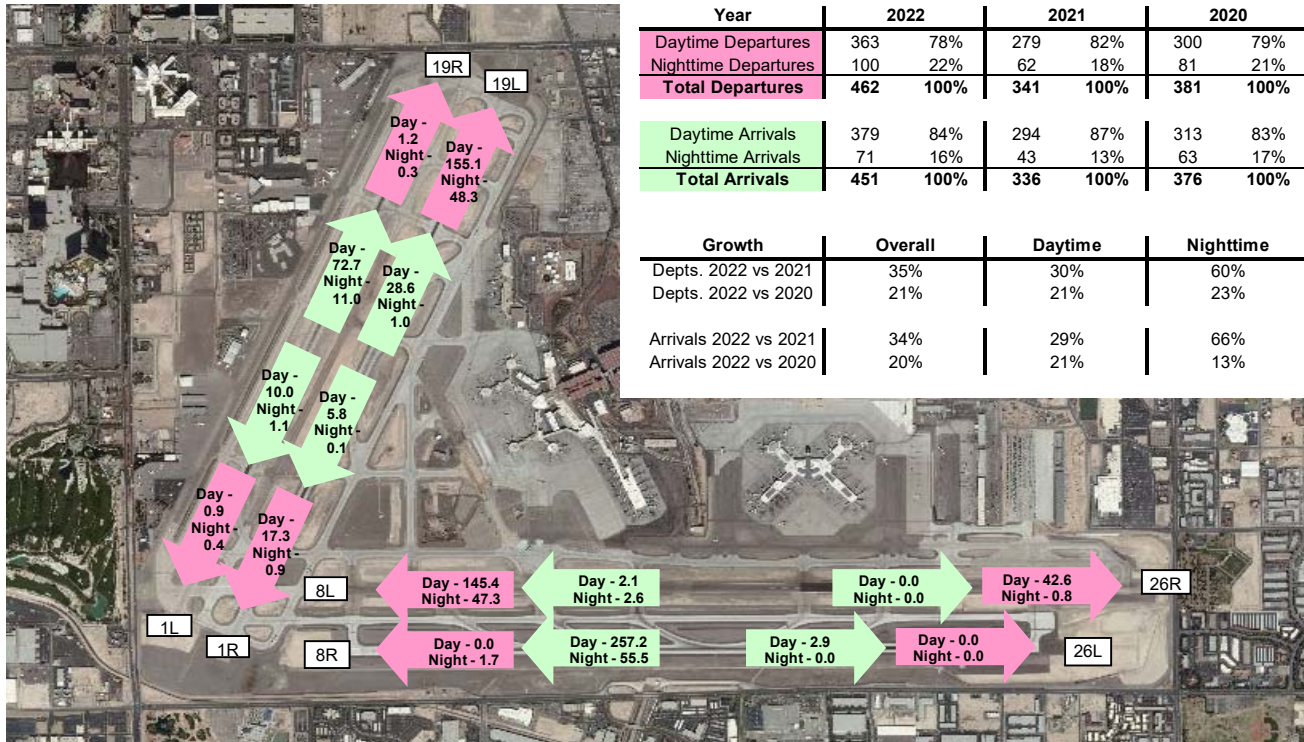 Year 2022 2021 2020
Daytime Departures 363 78% 279 82% 300 79%
Nighttime Departures 100 22% 62 18% 81 21%
Total Departures 462 100% 341 100% 381 100%
Daytime Arrivals 379 84% 294 87% 313 83%
Nighttime Arrivals 71 16% 43 13% 63 17%
Total Arrivals 451 100% 336 100% 376 100%
Growth Overall Daytime Nighttime
Depts. 2022 vs 2021 35% 30% 60%
Depts. 2022 vs 2020 21% 21% 23%
Arrivals 2022 vs 2021 34% 29% 66%
Arrivals 2022 vs 2020 20% 21% 13%
19R
19L
Day -
1.2
Night -
0.3
Day -
155.1
Night -
48.3
Day -
72.7
Night -
11.0
Day -
28.6
Night -
1.0
Day -
10.0
Night -
1.1
Day -
5.8
Night -
0.1
Day -
0.9
Night -
0.4
Day -
17.3
Night -
0.9
1L
1R
8L
Day - 145.4
Night - 47.3
Day - 2.1
Night - 2.6
Day - 0.0
Night - 0.0
Day - 42.6
Night - 0.8
26R
8R
Day - 0.0
Night - 1.7
Day - 257.2
Night - 55.5
Day - 2.9
Night - 0.0
Day - 0.0
Night - 0.0
26L